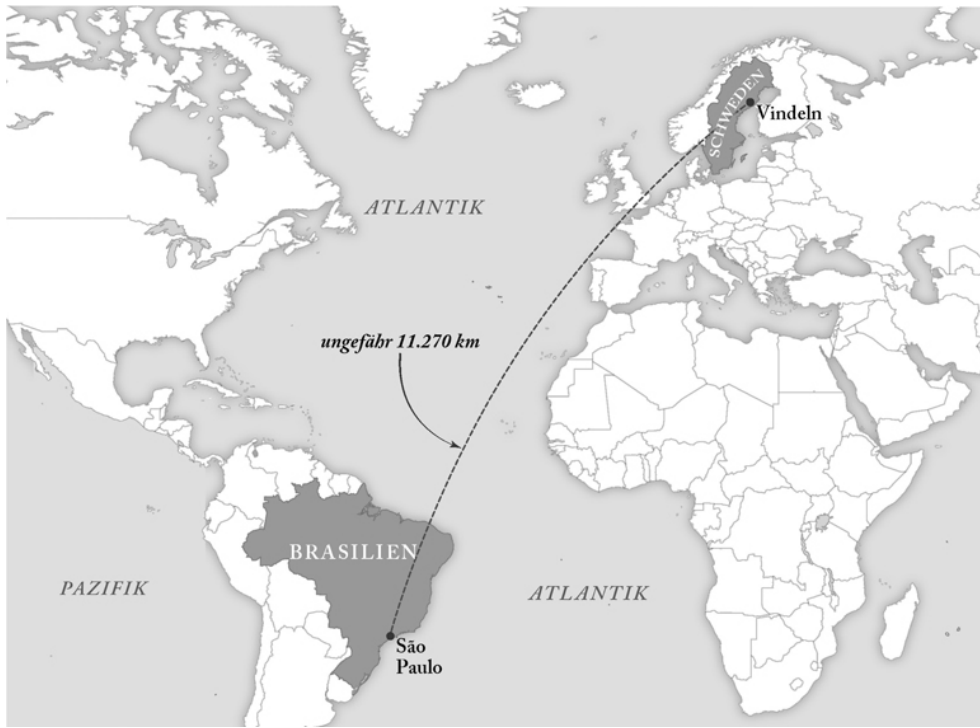 SCHWEDEN
Vindeln
ATLANTIK
ungefähr 11.270 km
BRASILIEN
PAZIFIK
ATLANTIK
São
Paulo